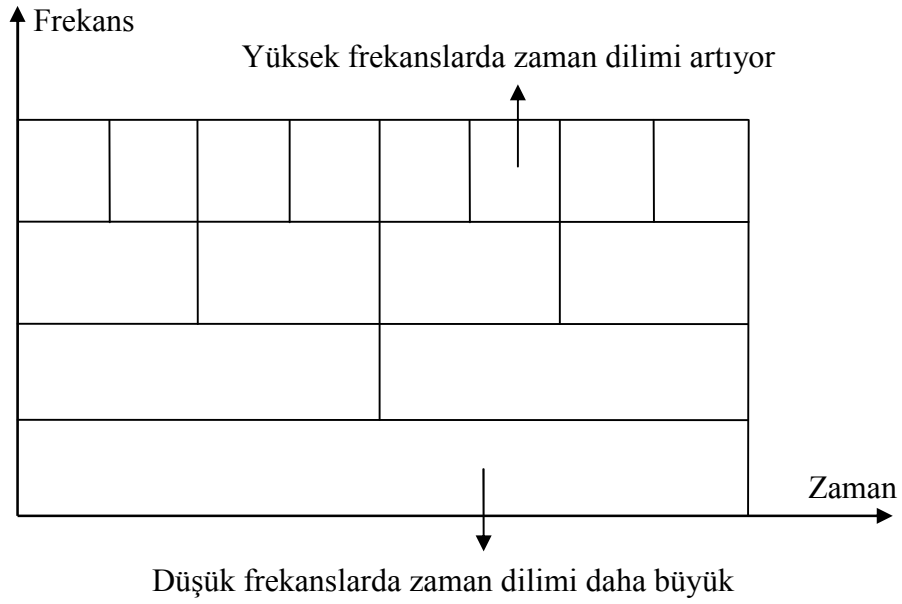 Frekans
Yüksek frekanslarda zaman dilimi artıyor
Zaman
Düşük frekanslarda zaman dilimi daha büyük